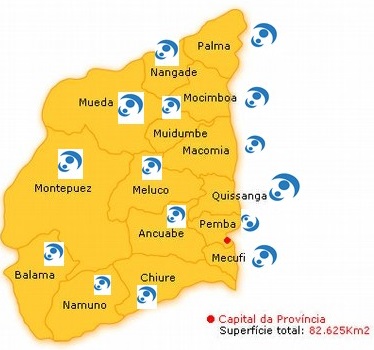 Palma
Nangade
Mueda
Mocimboa
Muidumbe
Macomia
Montepuez
Meluco
Quissanga
Ancuabe
Pemba
Mecufi
Balama
Chiure
Namuno
Capital da Província
Superfície total: 82.625Km2